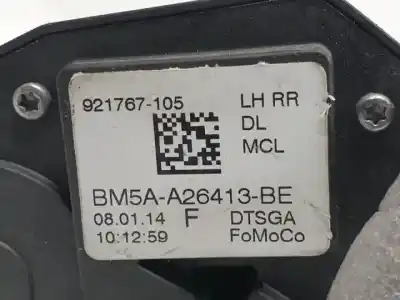 921767-105 LH RR
DL
MCL
BM5A-A26413-BE
08.01.14 F DTSGA
10:12:59 FoMoCo